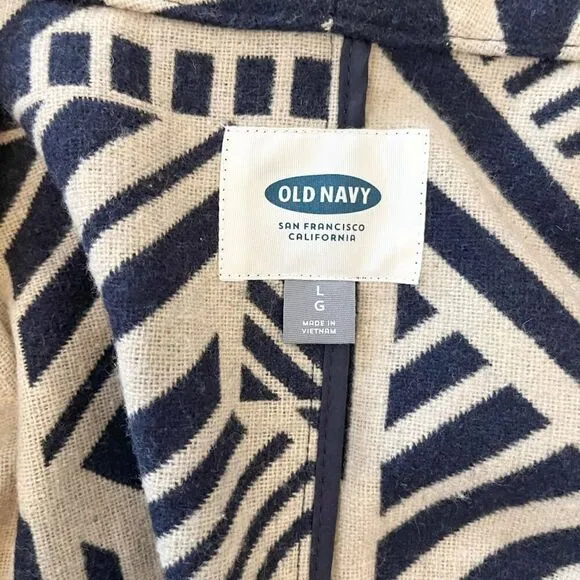 OLD NAVY
SAN FRANCISCO
CALIFORNIA
L
G
MADE IN
VIETNAM